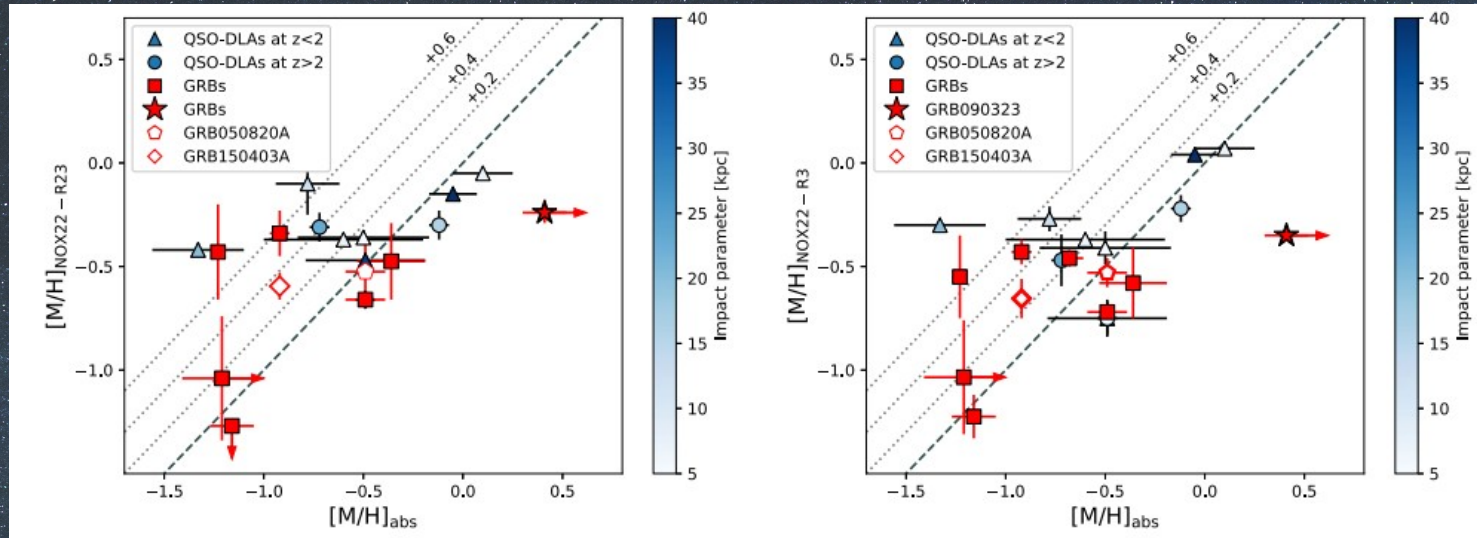 QSO-DLAs at z<2
QSO-DLAs at z>2
GRBs
GRBs
GRB050820A
GRB150403A
+0.6
+0.4
+0.2
0.5
0.0
−0.5
−1.0
[M/H]NOX22 − R23
−1.5
−1.0
−0.5
0.0
0.5
[M/H]abs
40
35
30
25
20
15
10
5
Impact parameter [kpc]
QSO-DLAs at z<2
QSO-DLAs at z>2
GRBs
GRB090323
GRB050820A
GRB150403A
+0.6
+0.4
+0.2
0.5
0.0
−0.5
−1.0
[M/H]NOX22 − R3
−1.5
−1.0
−0.5
0.0
0.5
[M/H]abs
40
35
30
25
20
15
10
5
Impact parameter [kpc]